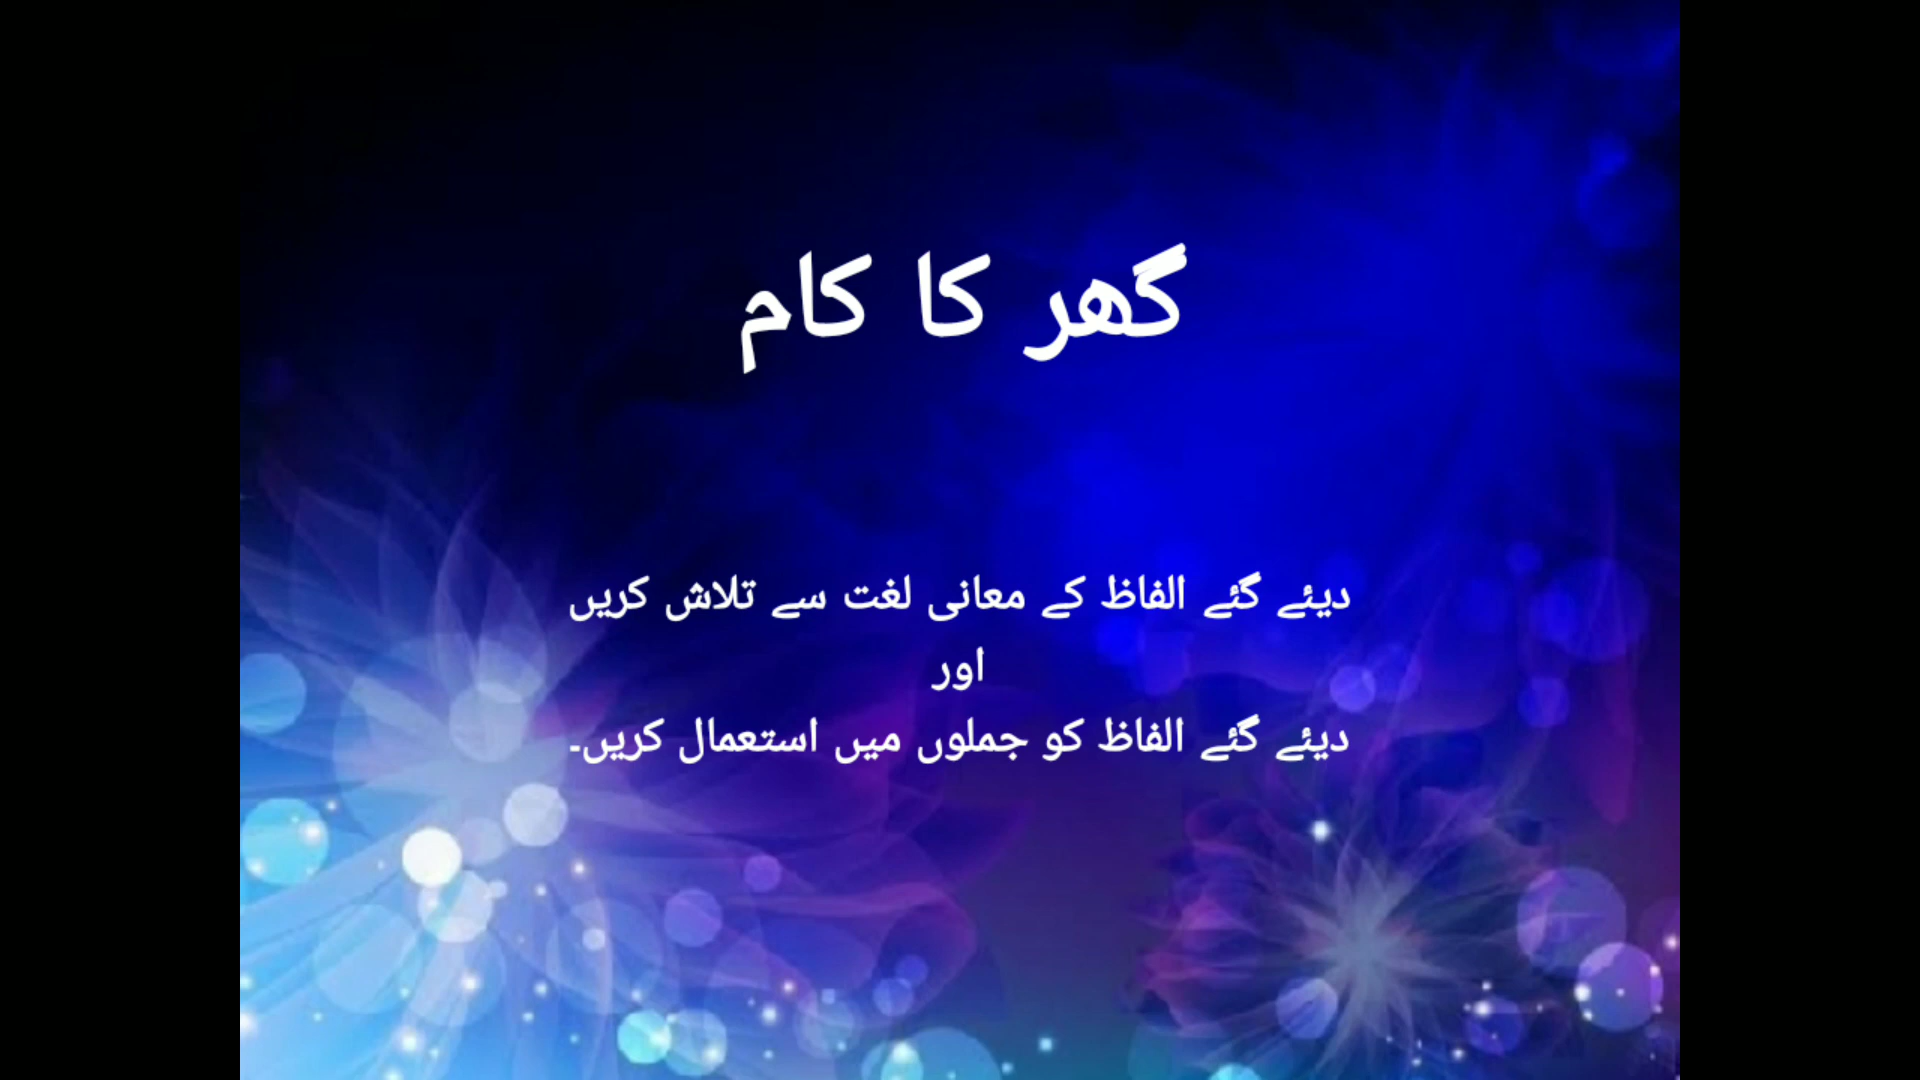 گھر کا کام
دیئے گئے الفاظ کے معانی لغت سے تلاش کریں
اور
دیئے گئے الفاظ کو جملوں میں استعمال کریں۔